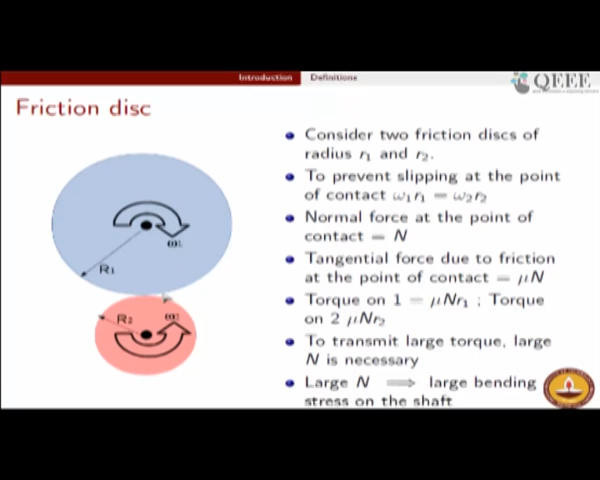 Introduction
Definitions
QEEE
Friction disc
• Consider two friction discs of
radius r₁ and r₂.
• To prevent slipping at the point
of contact ω₁r₁ = ω₂r₂
• Normal force at the point of
contact = N
• Tangential force due to friction
at the point of contact = μN
• Torque on 1 = μNr₁ ; Torque
on 2 μNr₂
• To transmit large torque, large
N is necessary
• Large N ⟹ large bending
stress on the shaft
ω₁
R₁
R₂
ω₂